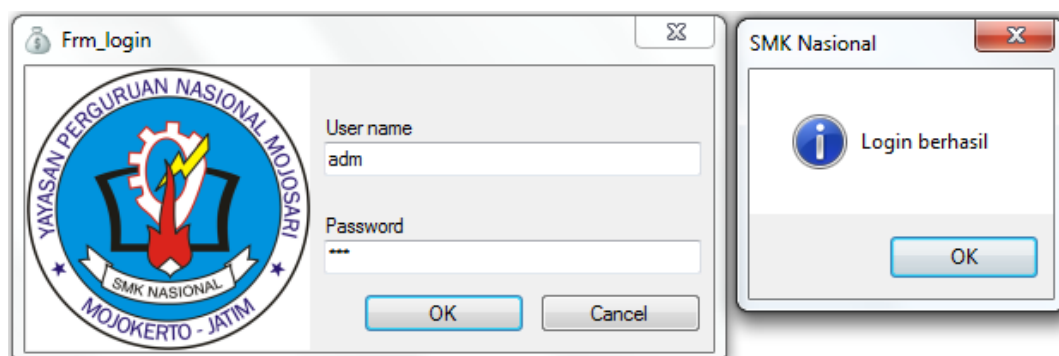 Frm_login
YAYASAN PERGURUAN NASIONAL MOJOSARI
SMK NASIONAL
MOJOKERTO - JATIM
User name
adm
Password
***
OK
Cancel
SMK Nasional
Login berhasil
OK